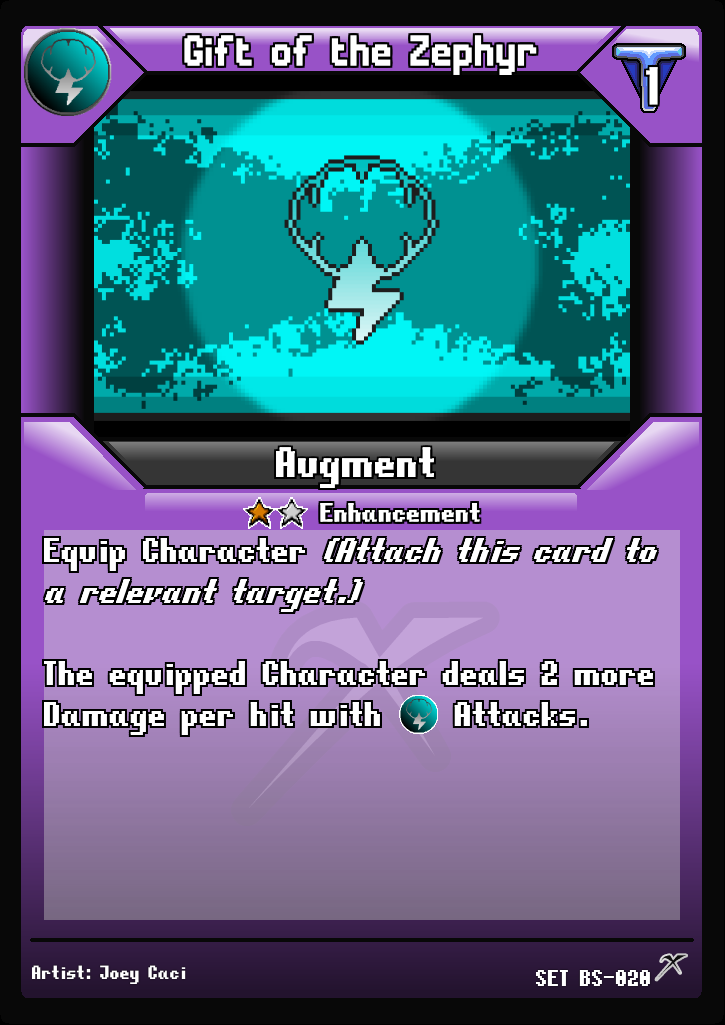 Gift of the Zephyr
1
Augment
Enhancement
Equip Character (Attach this card to
a relevant target.)
The equipped Character deals 2 more
Damage per hit with Attacks.
Artist: Joey Caci
SET BS-020